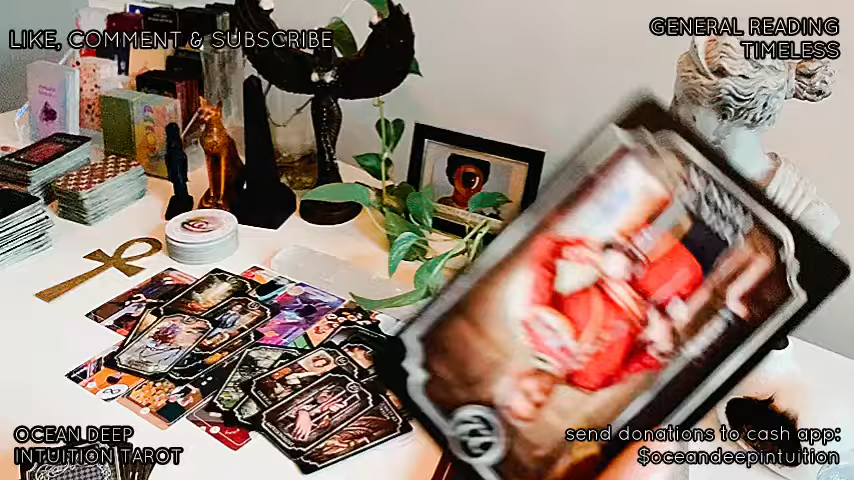 LIKE, COMMENT & SUBSCRIBE
GENERAL READING
TIMELESS
OCEAN DEEP
INTUITION TAROT
send donations to cash app:
$oceandeepintuition